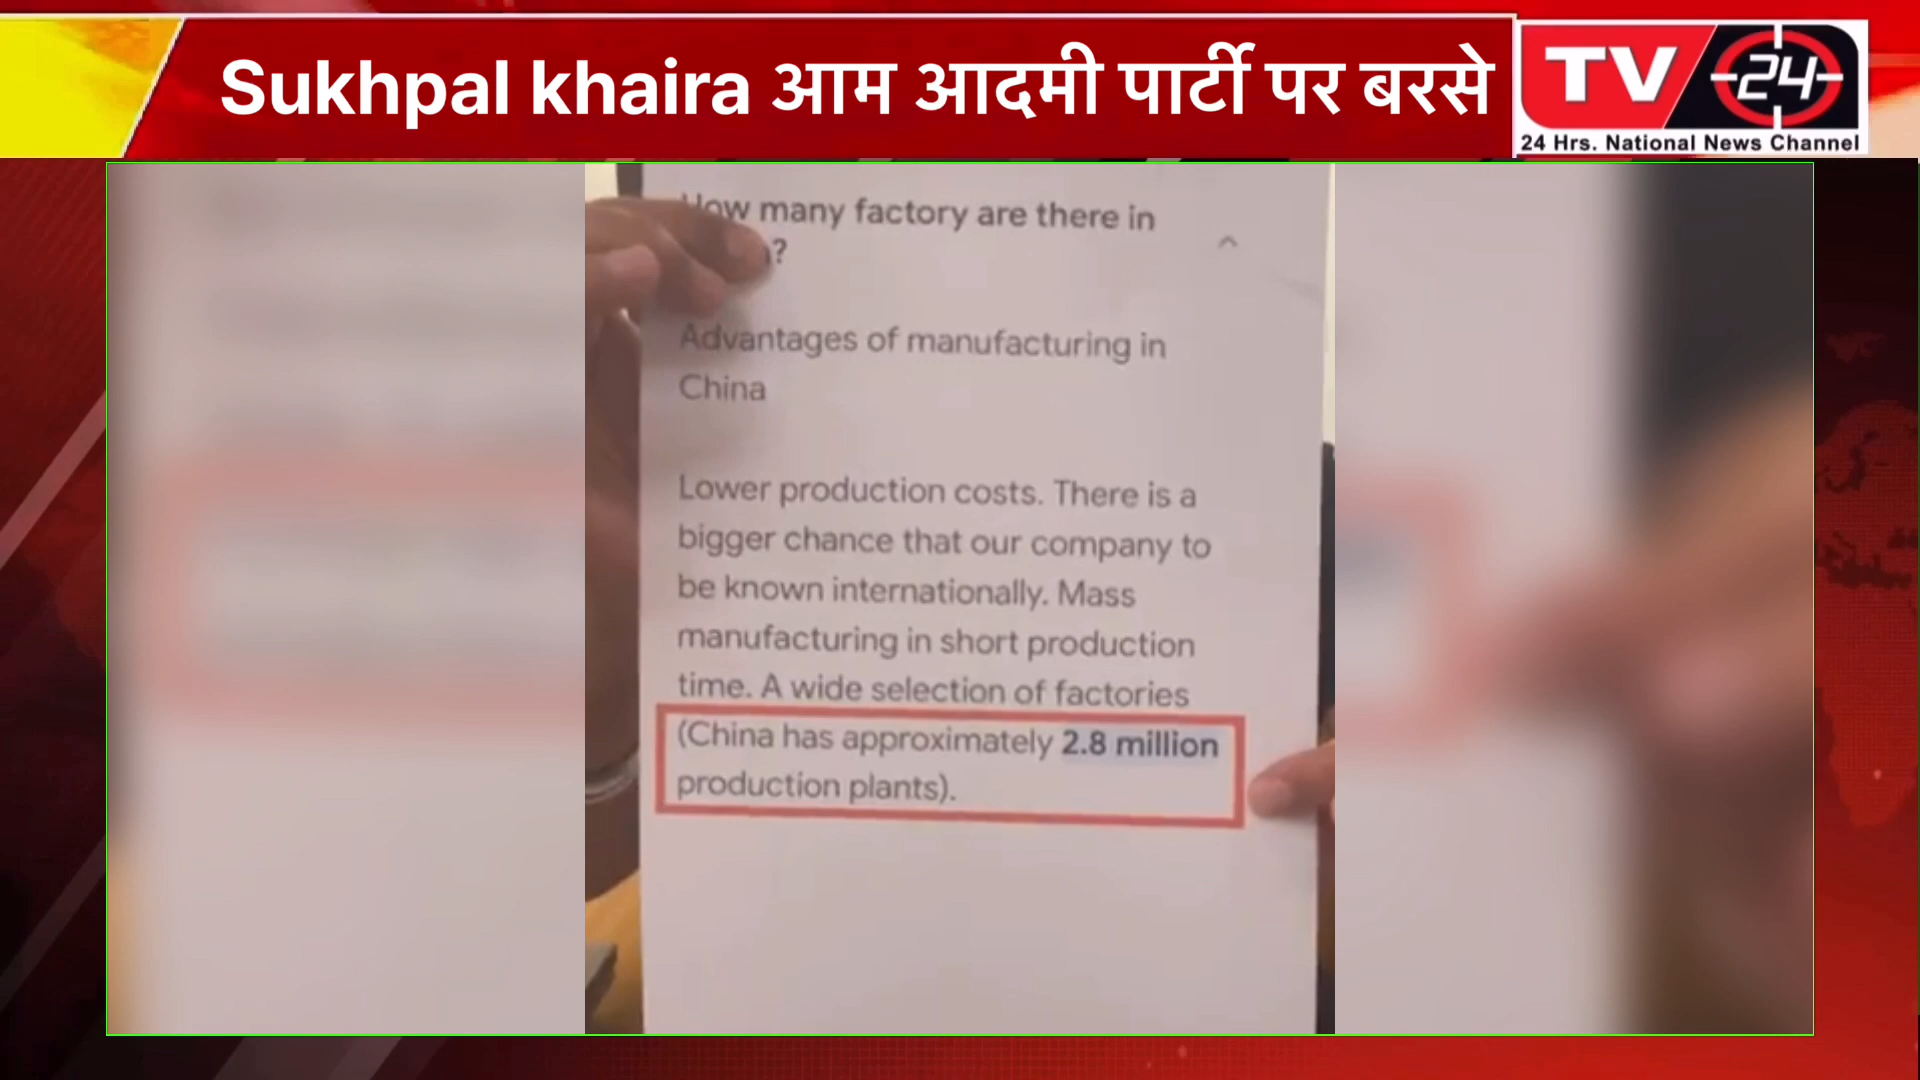 Sukhpal khaira आम आदमी पार्टी पर बरसे
TV 24
24 Hrs. National News Channel
many factory are there in
?
Advantages of manufacturing in
China
Lower production costs. There is a
bigger chance that our company to
be known internationally. Mass
manufacturing in short production
time. A wide selection of factories
(China has approximately 2.8 million
production plants).